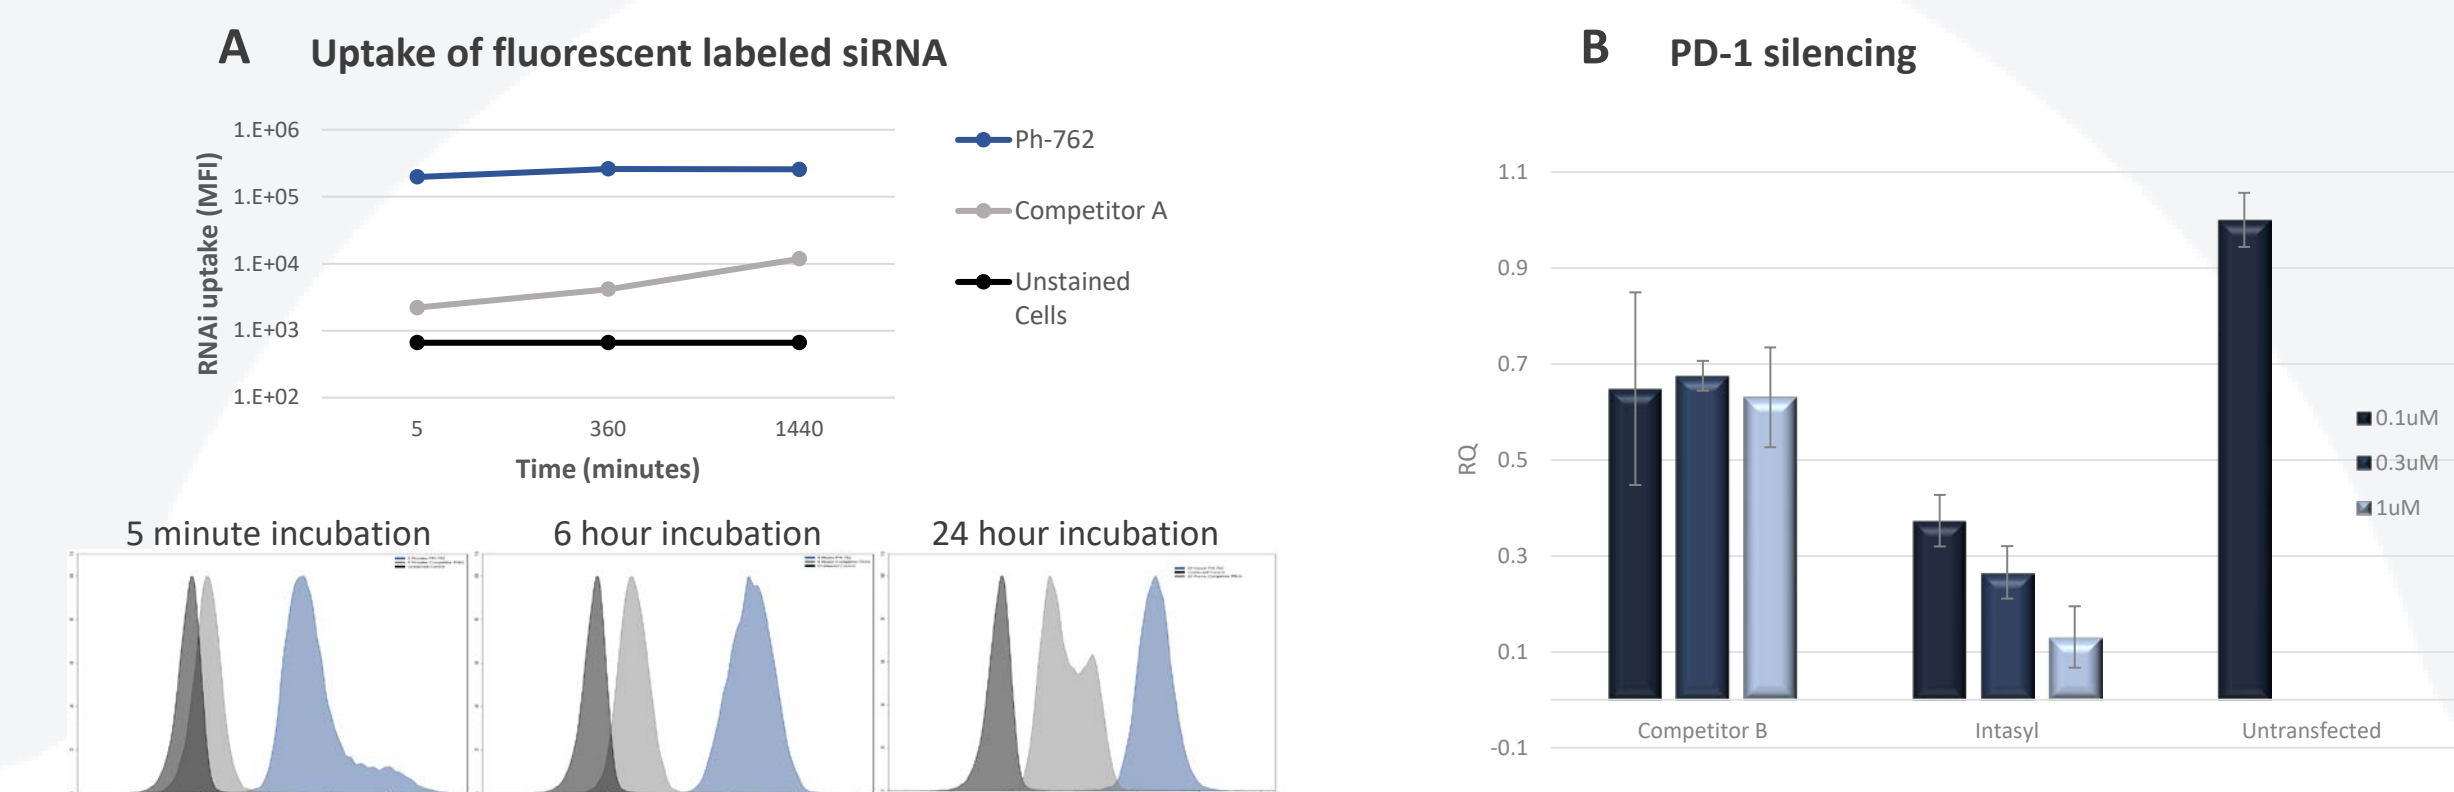 A
Uptake of fluorescent labeled siRNA
1.E+06
1.E+05
1.E+04
1.E+03
1.E+02
RNAi uptake (MFI)
5
360
1440
Time (minutes)
Ph-762
Competitor A
Unstained
Cells
5 minute incubation
6 hour incubation
24 hour incubation
B
PD-1 silencing
1.1
0.9
0.7
0.5
0.3
0.1
-0.1
RQ
Competitor B
Intasyl
Untransfected
0.1uM
0.3uM
1uM